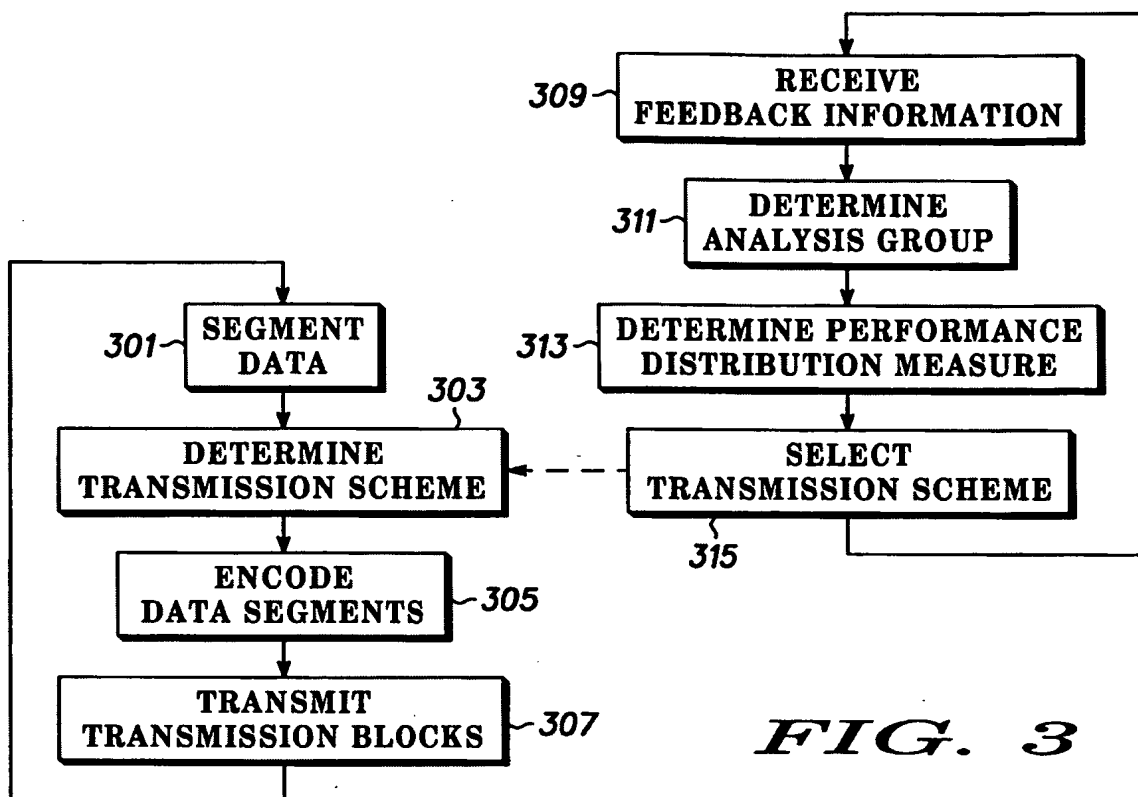 309
RECEIVE
FEEDBACK INFORMATION
311
DETERMINE
ANALYSIS GROUP
301
SEGMENT
DATA
313
DETERMINE PERFORMANCE
DISTRIBUTION MEASURE
303
DETERMINE
TRANSMISSION SCHEME
SELECT
TRANSMISSION SCHEME
315
ENCODE
DATA SEGMENTS
305
TRANSMIT
TRANSMISSION BLOCKS
307
FIG. 3